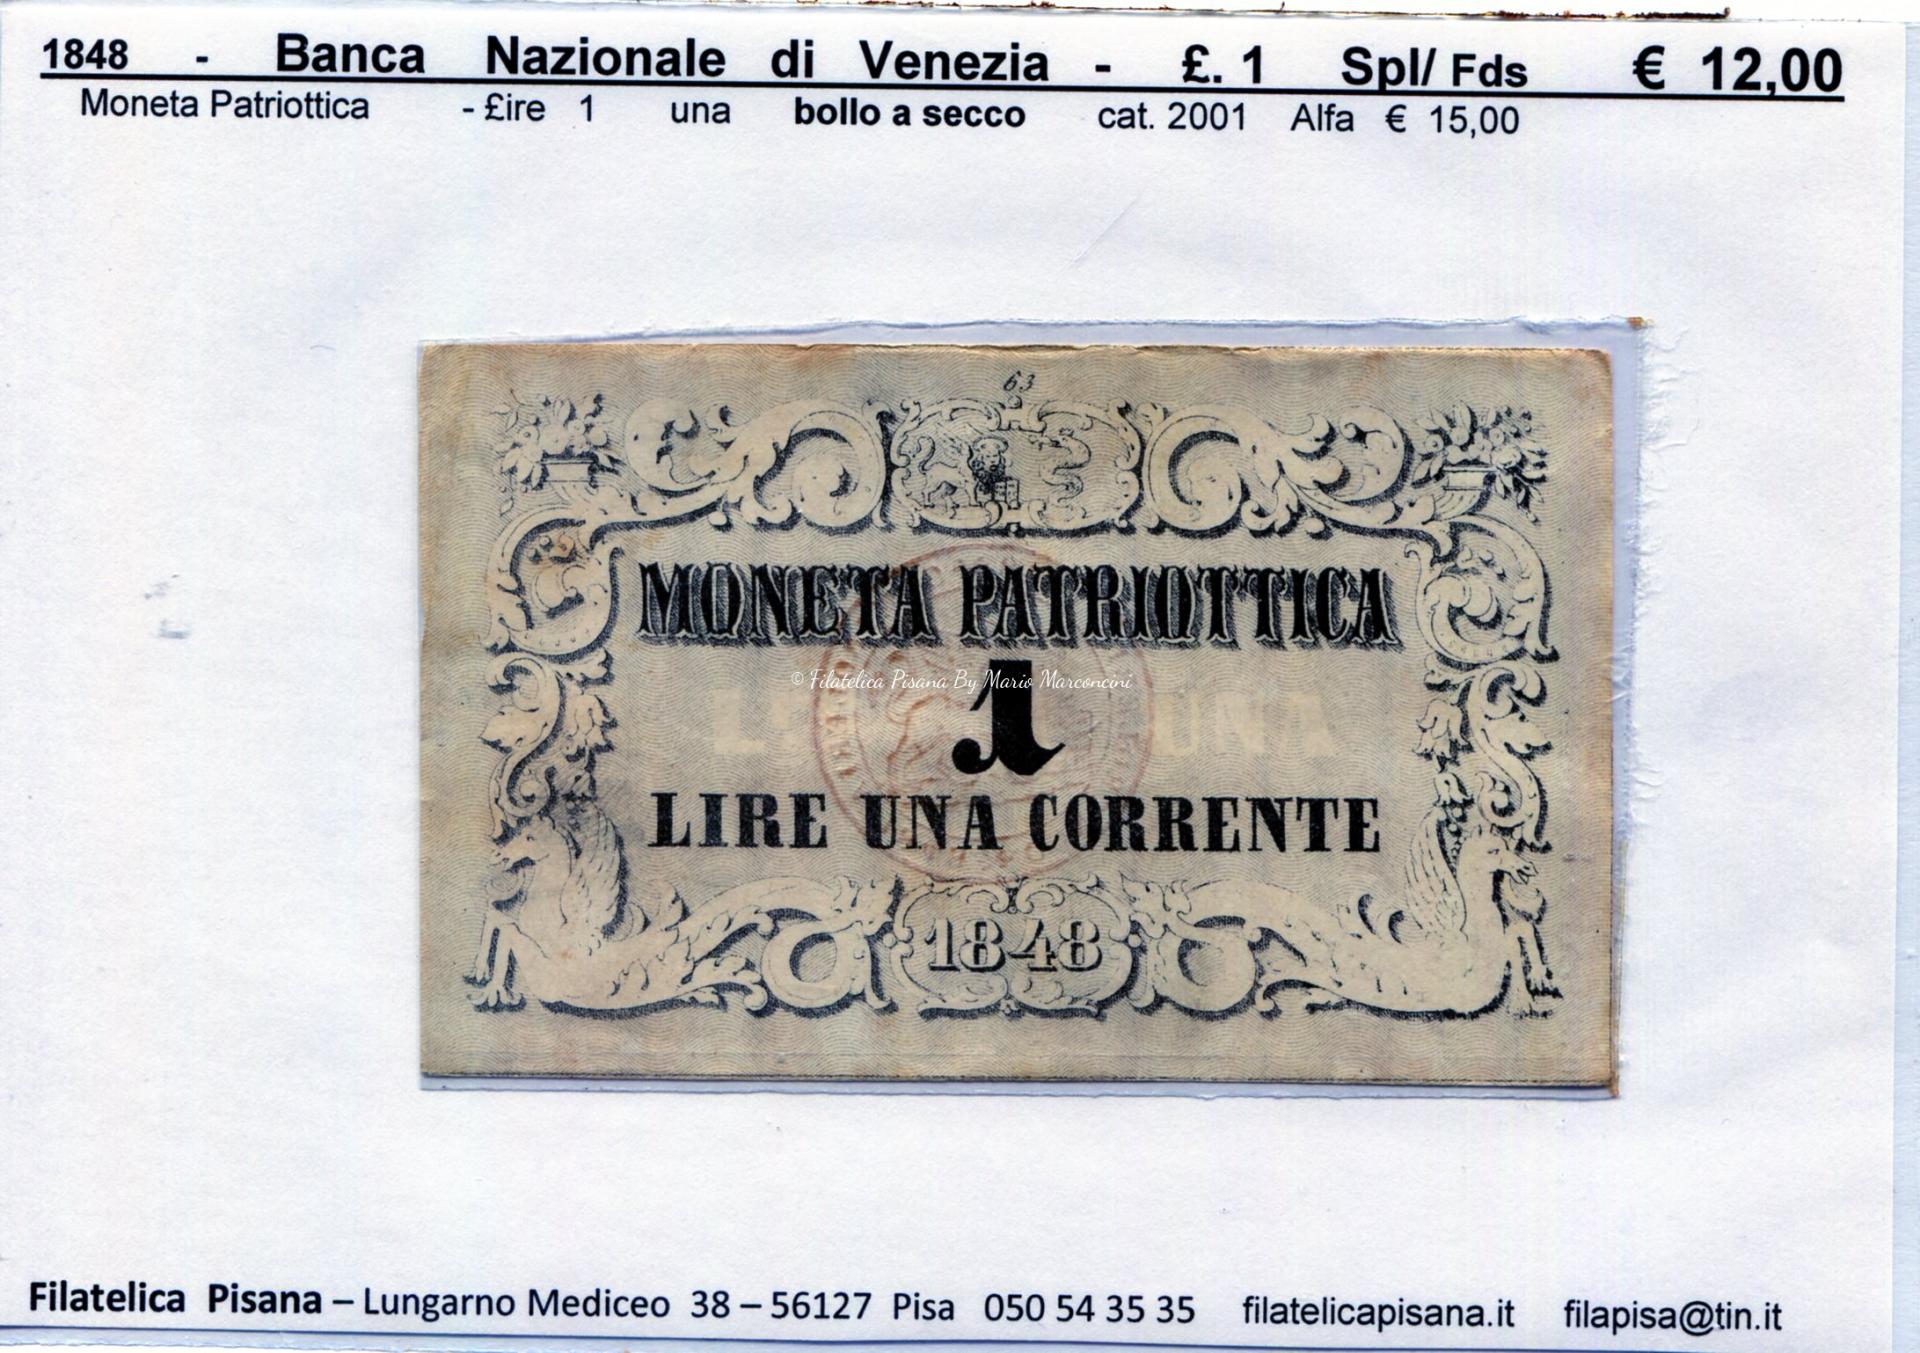 1848 - Banca Nazionale di Venezia - £. 1 Spl/ Fds € 12,00
Moneta Patriottica - £ire 1 una bollo a secco cat. 2001 Alfa € 15,00
63
MONETA PATRIOTTICA
© Filatelica Pisana By Mario Marconcini
1
UNA
LIRE UNA CORRENTE
1848
Filatelica Pisana – Lungarno Mediceo 38 – 56127 Pisa 050 54 35 35 filatelicapisana.it filapisa@tin.it